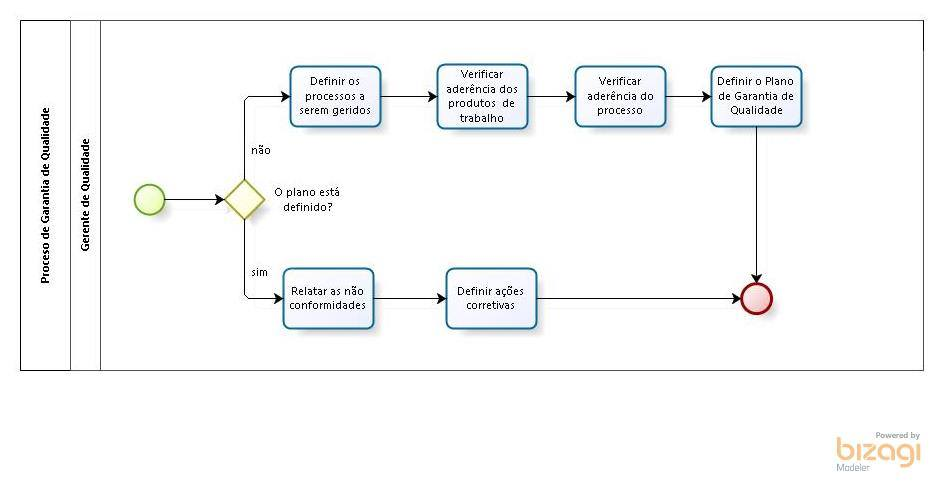 Proceso de Garantia de Qualidade
Gerente de Qualidade
Definir os
processos a
serem geridos
Verificar
aderência dos
produtos de
trabalho
Verificar
aderência do
processo
Definir o Plano
de Garantia de
Qualidade
não
O plano está
definido?
sim
Relatar as não
conformidades
Definir ações
corretivas
Powered by
bizagi
Modeler